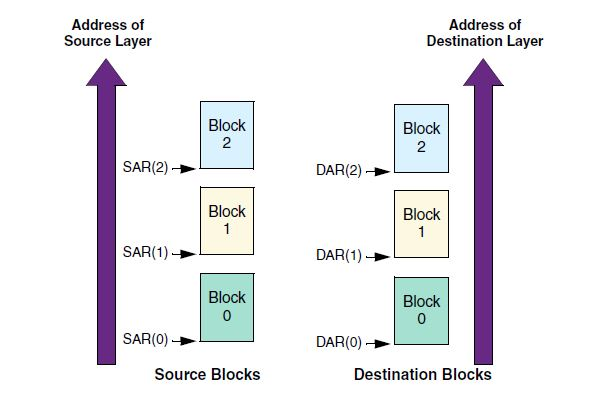 Address of
Source Layer
Block
2
SAR(2)
Block
1
SAR(1)
Block
0
SAR(0)
Source Blocks
Address of
Destination Layer
Block
2
DAR(2)
Block
1
DAR(1)
Block
0
DAR(0)
Destination Blocks